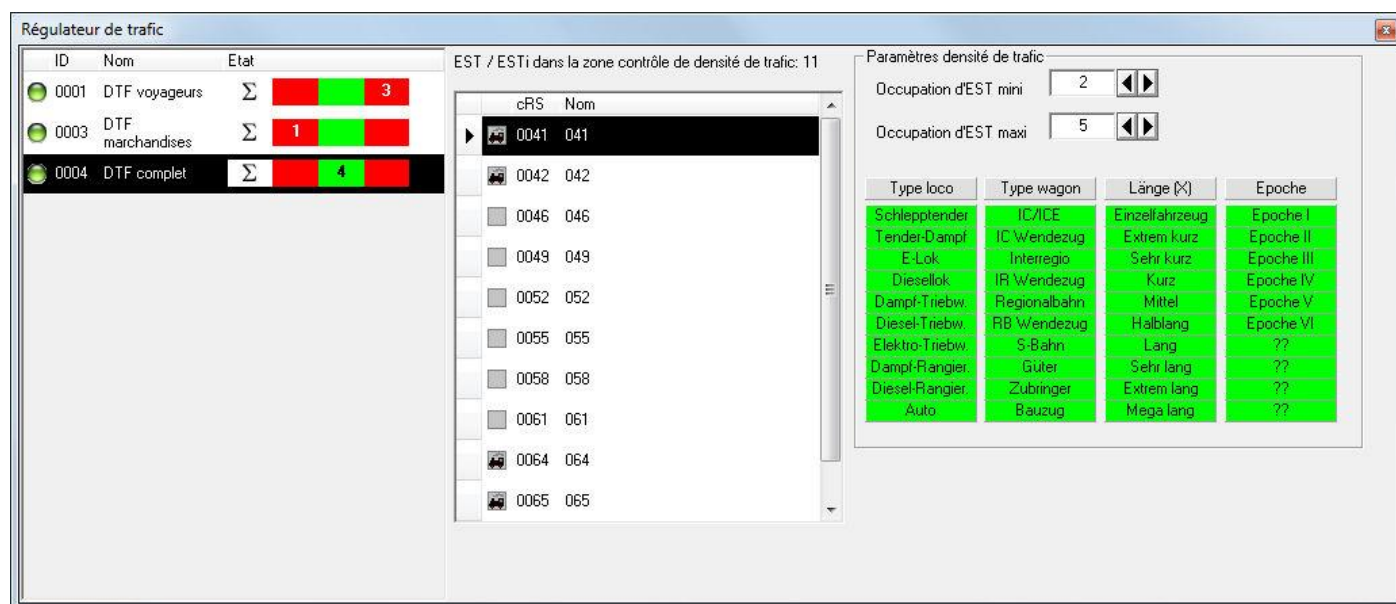 Régulateur de trafic
ID Nom Etat
0001 DTF voyageurs Σ 3
0003 DTF marchandises Σ 1
0004 DTF complet Σ 4
EST / ESTi dans la zone contrôle de densité de trafic: 11
cRS Nom
0041 041
0042 042
0046 046
0049 049
0052 052
0055 055
0058 058
0061 061
0064 064
0065 065
Paramètres densité de trafic
Occupation d'EST mini 2
Occupation d'EST maxi 5
Type loco Type wagon Länge (X) Epoche
Schlepptender IC/ICE Einzelfahrzeug Epoche I
Tender-Dampf IC Wendezug Extrem kurz Epoche II
E-Lok Interregio Sehr kurz Epoche III
Diesellok IR Wendezug Kurz Epoche IV
Dampf-Triebw. Regionalbahn Mittel Epoche V
Diesel-Triebw. RB Wendezug Halblang Epoche VI
Elektro-Triebw. S-Bahn Lang ??
Dampf-Rangier. Güter Sehr lang ??
Diesel-Rangier. Zubringer Extrem lang ??
Auto Bauzug Mega lang ??